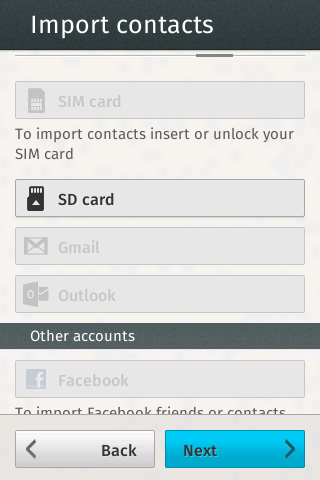 Import contacts
SIM card
To import contacts insert or unlock your
SIM card
SD card
Gmail
Outlook
Other accounts
Facebook
To import Facebook friends or contacts
Back
Next